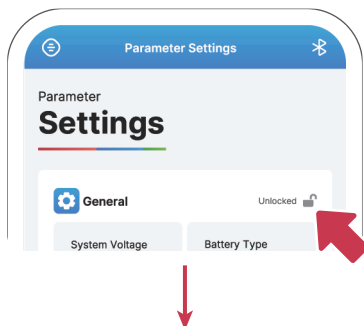 Parameter Settings
Parameter
Settings
General
Unlocked
System Voltage
Battery Type